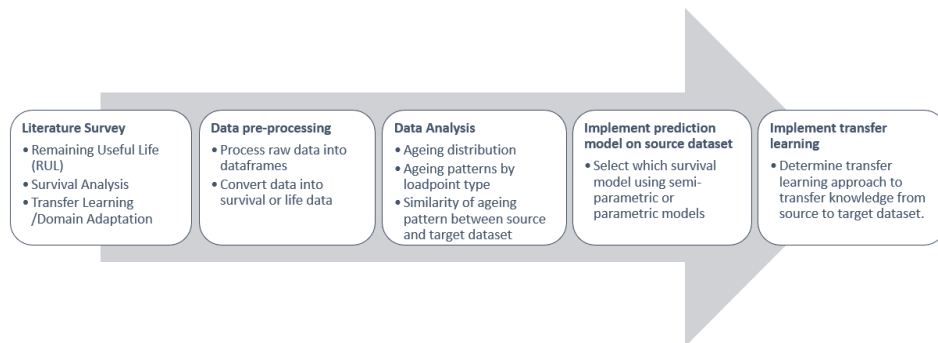 Literature Survey
• Remaining Useful Life
(RUL)
• Survival Analysis
• Transfer Learning
/Domain Adaptation
Data pre-processing
• Process raw data into
dataframes
• Convert data into
survival or life data
Data Analysis
• Ageing distribution
• Ageing patterns by
loadpoint type
• Similarity of ageing
pattern between source
and target dataset
Implement prediction
model on source dataset
• Select which survival
model using semi-
parametric or
parametric models
Implement transfer
learning
• Determine transfer
learning approach to
transfer knowledge from
source to target dataset.